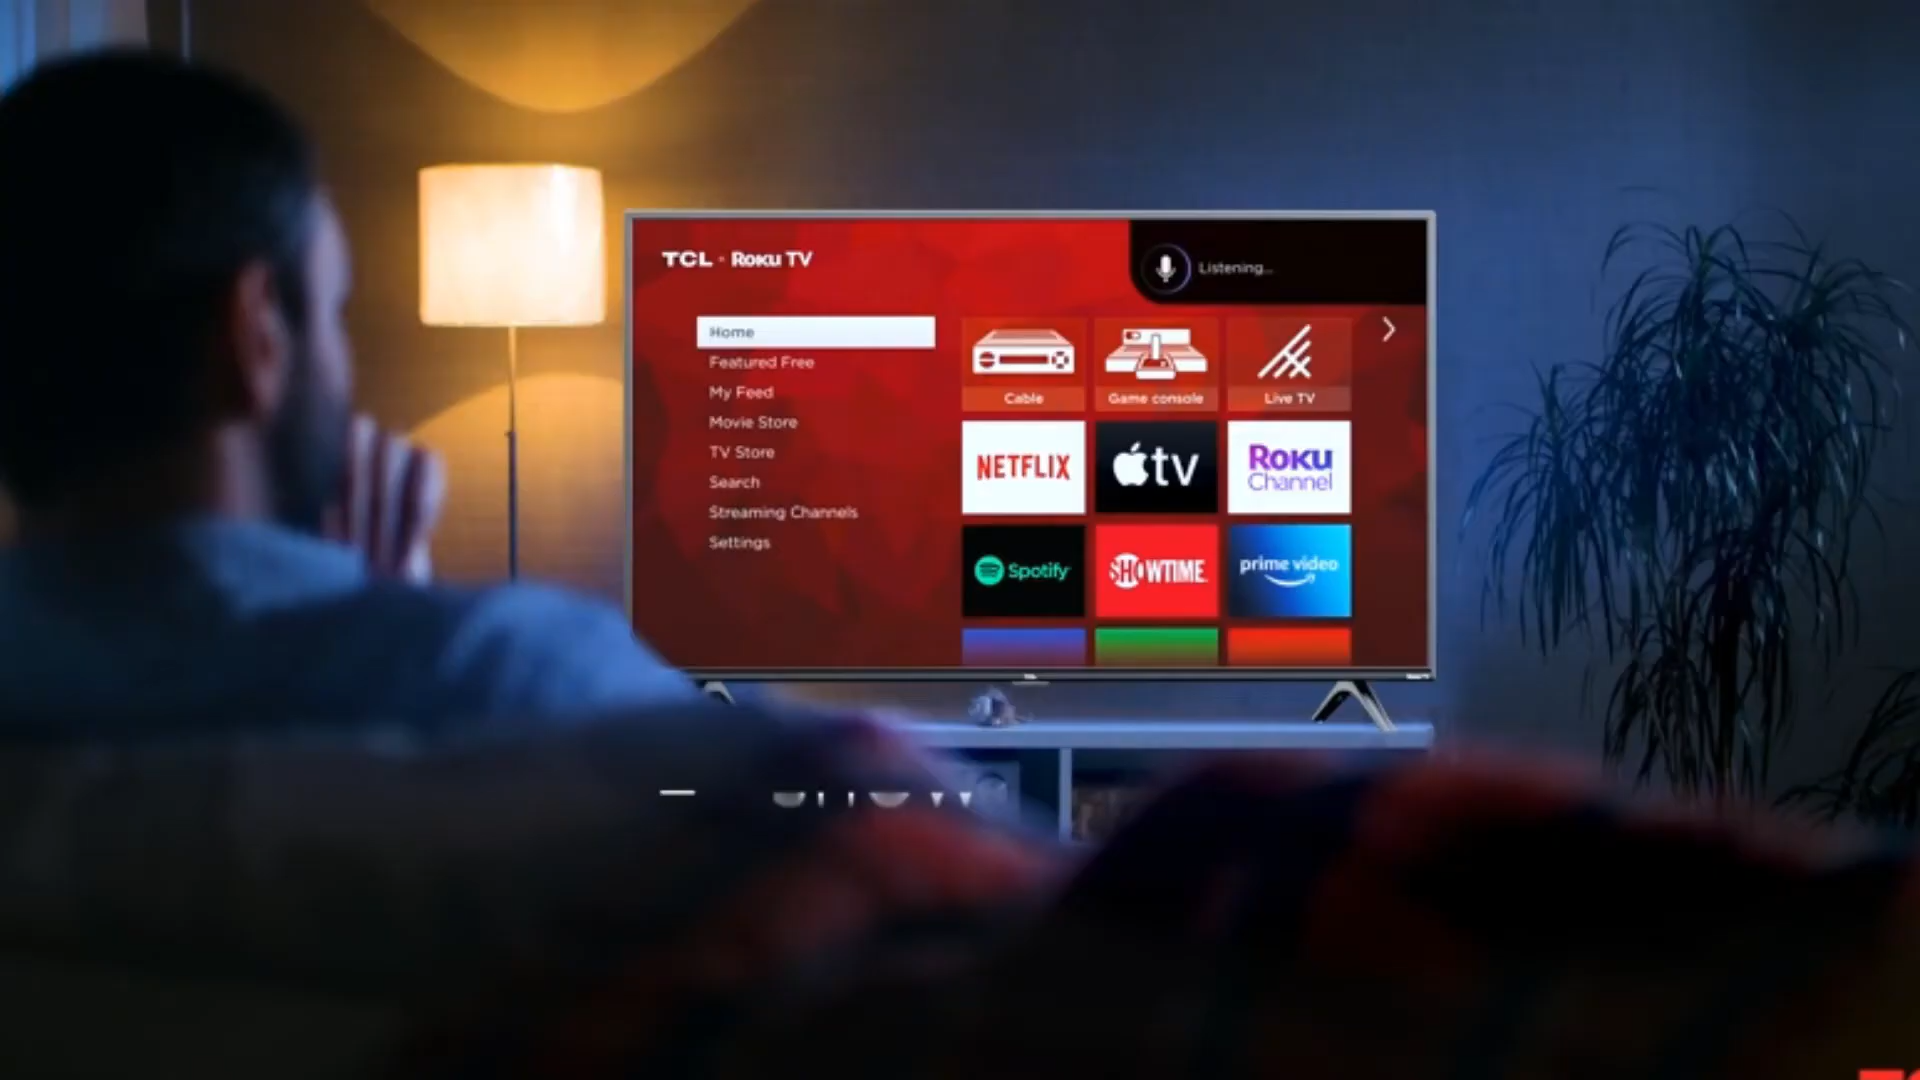 TCL · Roku TV
Listening...
Home
Featured Free
My Feed
Movie Store
TV Store
Search
Streaming Channels
Settings
Cable
Game console
Live TV
NETFLIX
tv
Roku
Channel
Spotify
SHOWTIME
prime video